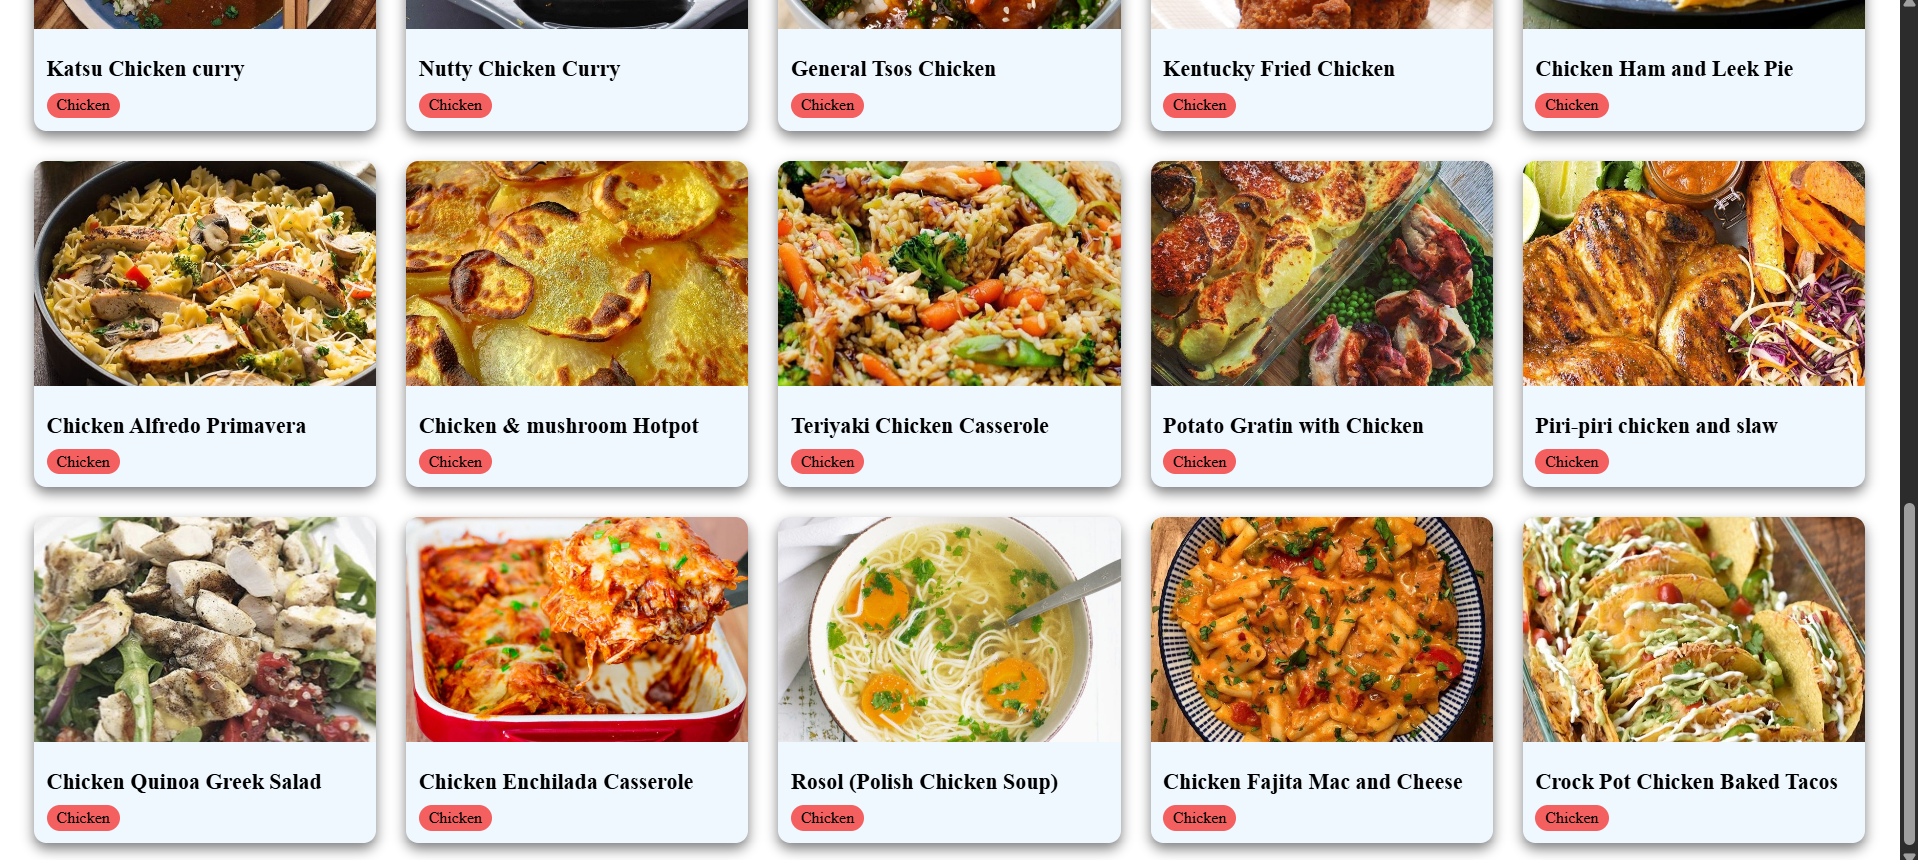 Katsu Chicken curry
Nutty Chicken Curry
General Tsos Chicken
Kentucky Fried Chicken
Chicken Ham and Leek Pie
Chicken
Chicken
Chicken
Chicken
Chicken
Chicken Alfredo Primavera
Chicken & mushroom Hotpot
Teriyaki Chicken Casserole
Potato Gratin with Chicken
Piri-piri chicken and slaw
Chicken
Chicken
Chicken
Chicken
Chicken
Chicken Quinoa Greek Salad
Chicken Enchilada Casserole
Rosol (Polish Chicken Soup)
Chicken Fajita Mac and Cheese
Crock Pot Chicken Baked Tacos
Chicken
Chicken
Chicken
Chicken
Chicken